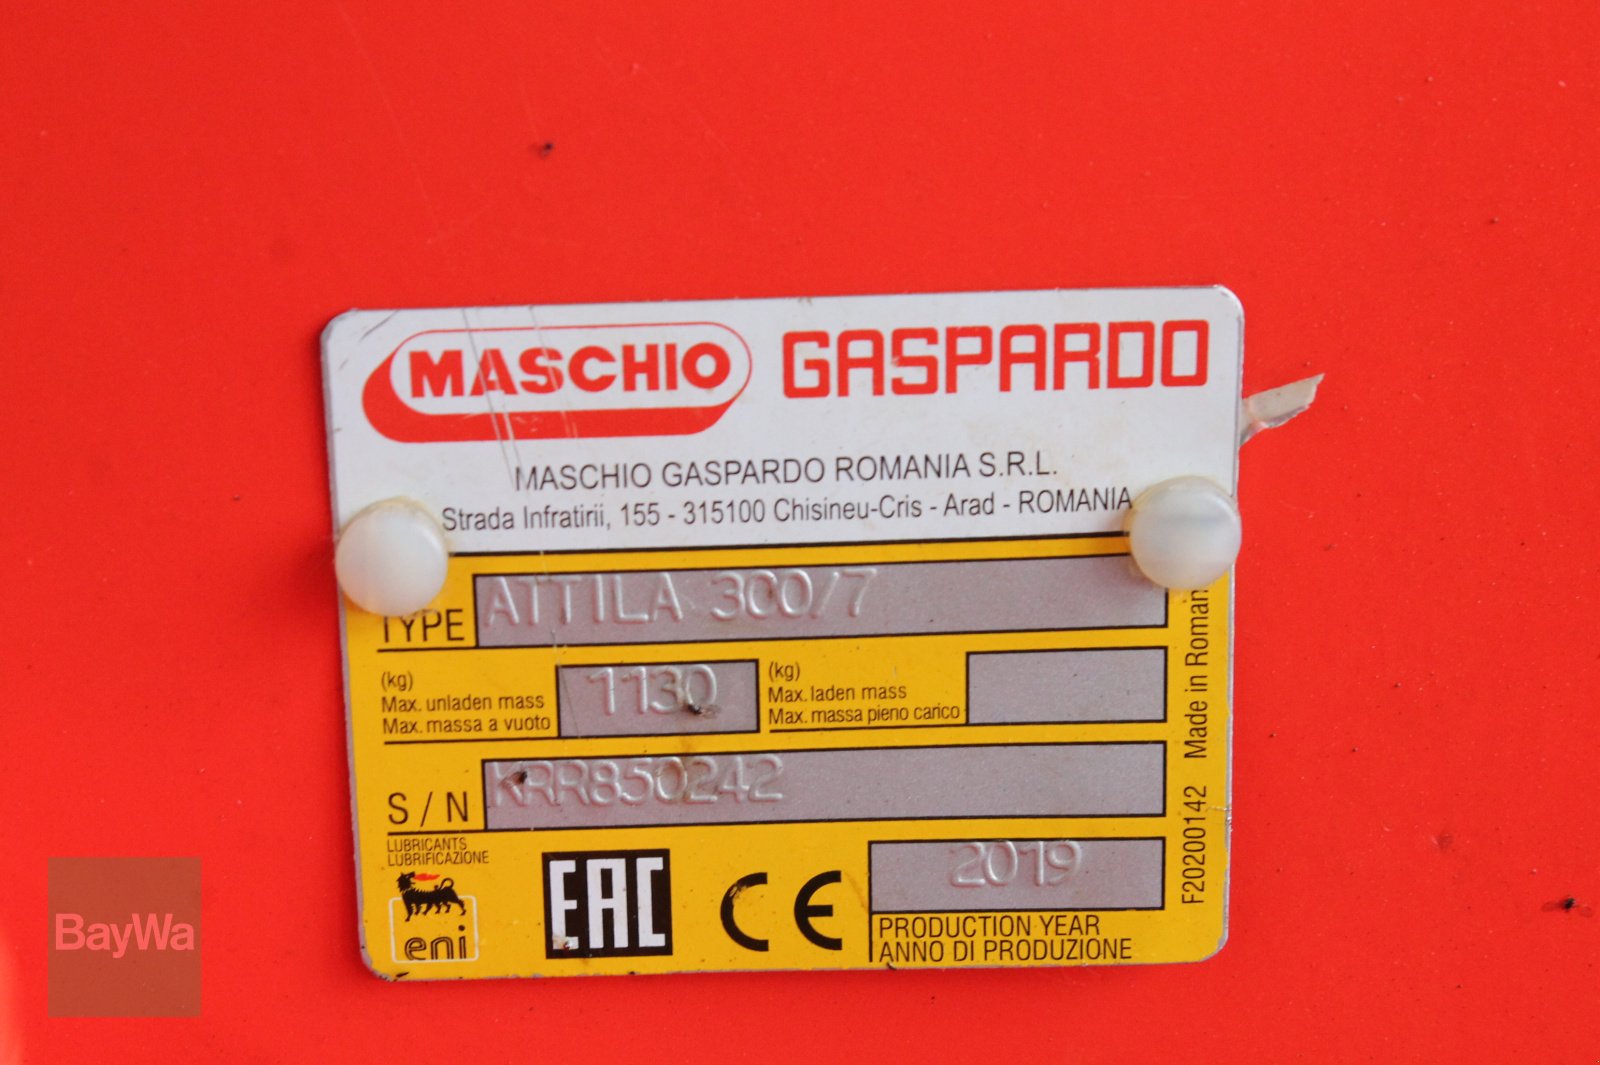 MASCHIO GASPARDO
MASCHIO GASPARDO ROMANIA S.R.L.
Strada Infratirii, 155 - 315100 Chisineu-Cris - Arad - ROMANIA
TYPE ATTILA 300/7
(kg)
Max. unladen mass
Max. massa a vuoto
1130
(kg)
Max. laden mass
Max. massa pieno carico
S / N KRR850242
LUBRICANTS
LUBRIFICAZIONE
eni
EAC
CE
2019
PRODUCTION YEAR
ANNO DI PRODUZIONE
F20200142 Made in Roman
BayWa